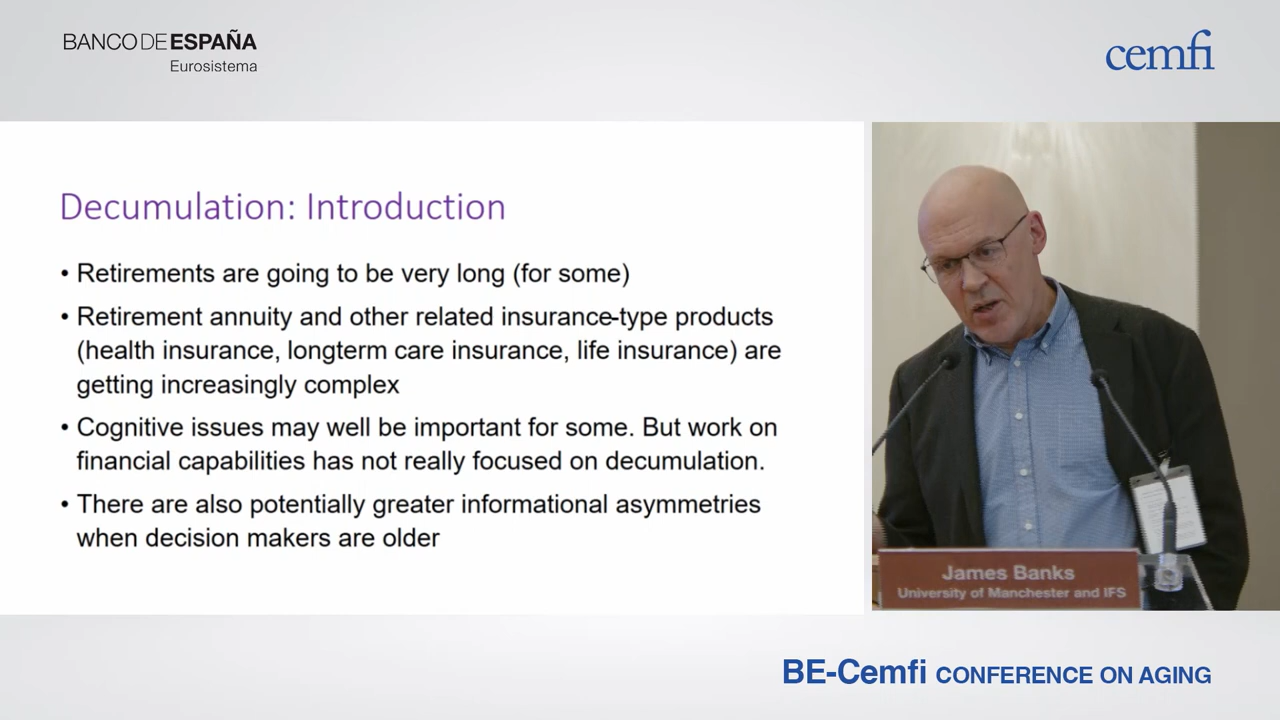 BANCO DE ESPAÑA
Eurosistema
cemfi
Decumulation: Introduction
• Retirements are going to be very long (for some)
• Retirement annuity and other related insurance-type products
(health insurance, longterm care insurance, life insurance) are
getting increasingly complex
• Cognitive issues may well be important for some. But work on
financial capabilities has not really focused on decumulation.
• There are also potentially greater informational asymmetries
when decision makers are older
James Banks
University of Manchester and IFS
BE-Cemfi CONFERENCE ON AGING